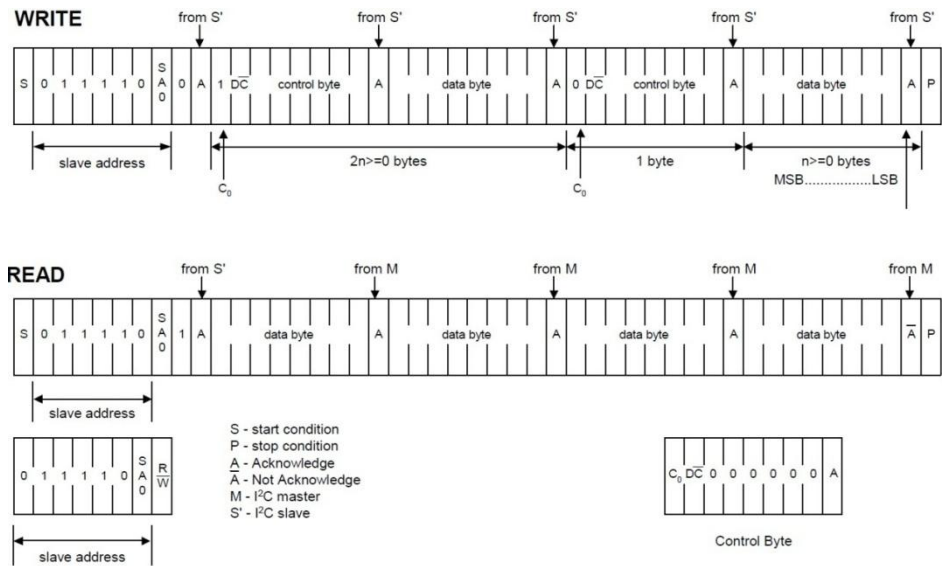 WRITE
from S' from S' from S' from S' from S'
S 0 1 1 1 1 0 SA0 0 A 1 DC̅ control byte A data byte A 0 DC̅ control byte A data byte A P
slave address 2n>=0 bytes 1 byte n>=0 bytes
C₀ C₀ MSB.................LSB
READ
from S' from M from M from M from M
S 0 1 1 1 1 0 SA0 1 A data byte A data byte A data byte A data byte A̅ P
slave address
S - start condition
P - stop condition
A - Acknowledge
A̅ - Not Acknowledge
M - I²C master
S' - I²C slave
0 1 1 1 1 0 SA0 R/W̅
slave address
C₀ DC̅ 0 0 0 0 0 0 A
Control Byte